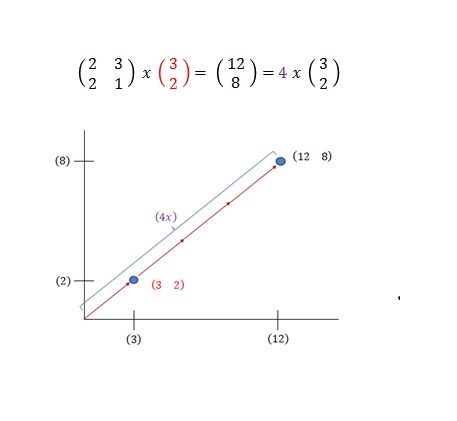 (2 3
2 1) x (3
2) = (12
8) = 4 x (3
2)
(8)
(12 8)
(4x)
(2)
(3 2)
(3)
(12)